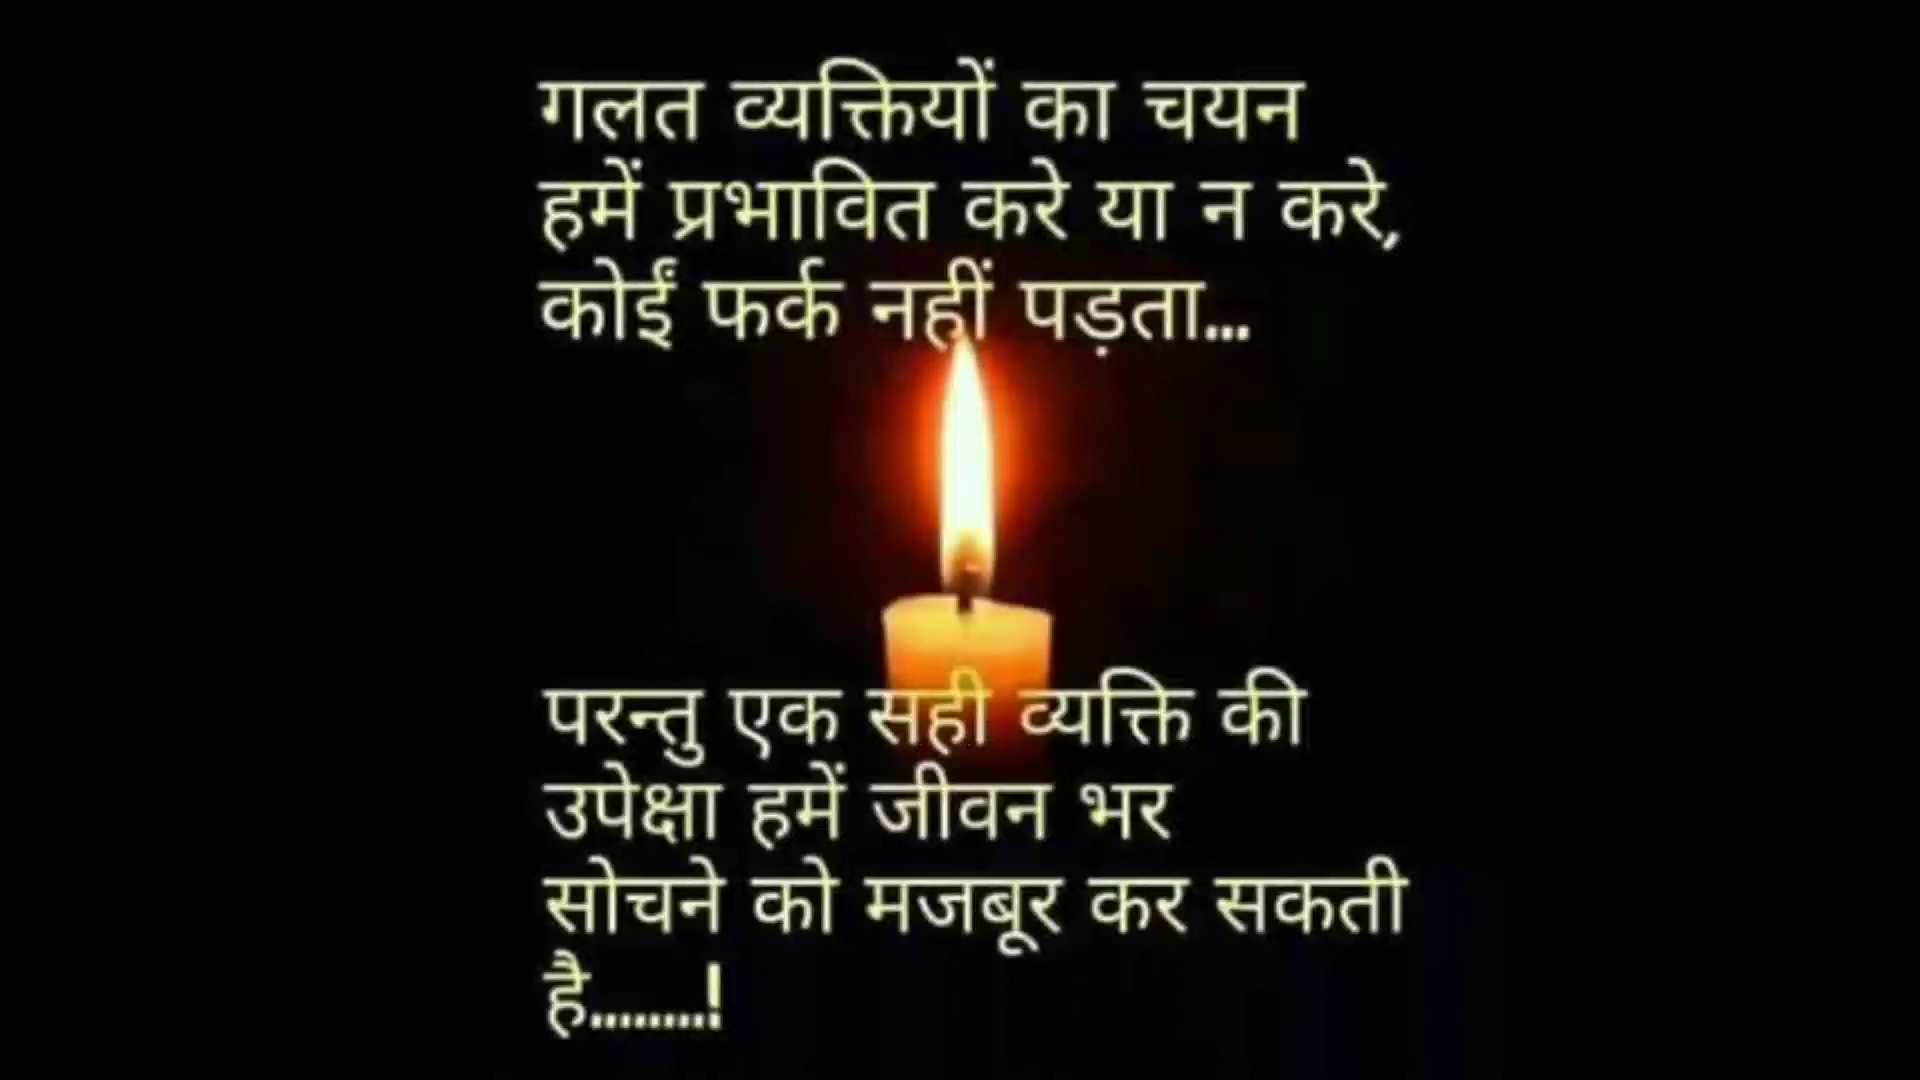 गलत व्यक्तियों का चयन
हमें प्रभावित करे या न करे,
कोईं फर्क नहीं पड़ता...
परन्तु एक सही व्यक्ति की
उपेक्षा हमें जीवन भर
सोचने को मजबूर कर सकती
है........!